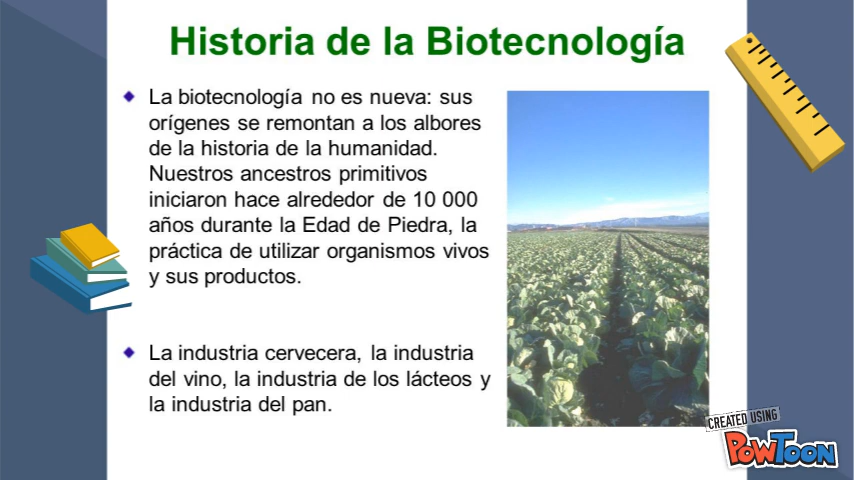 Historia de la Biotecnología
La biotecnología no es nueva: sus
orígenes se remontan a los albores
de la historia de la humanidad.
Nuestros ancestros primitivos
iniciaron hace alrededor de 10 000
años durante la Edad de Piedra, la
práctica de utilizar organismos vivos
y sus productos.
La industria cervecera, la industria
del vino, la industria de los lácteos y
la industria del pan.
CREATED USING
POWTOON